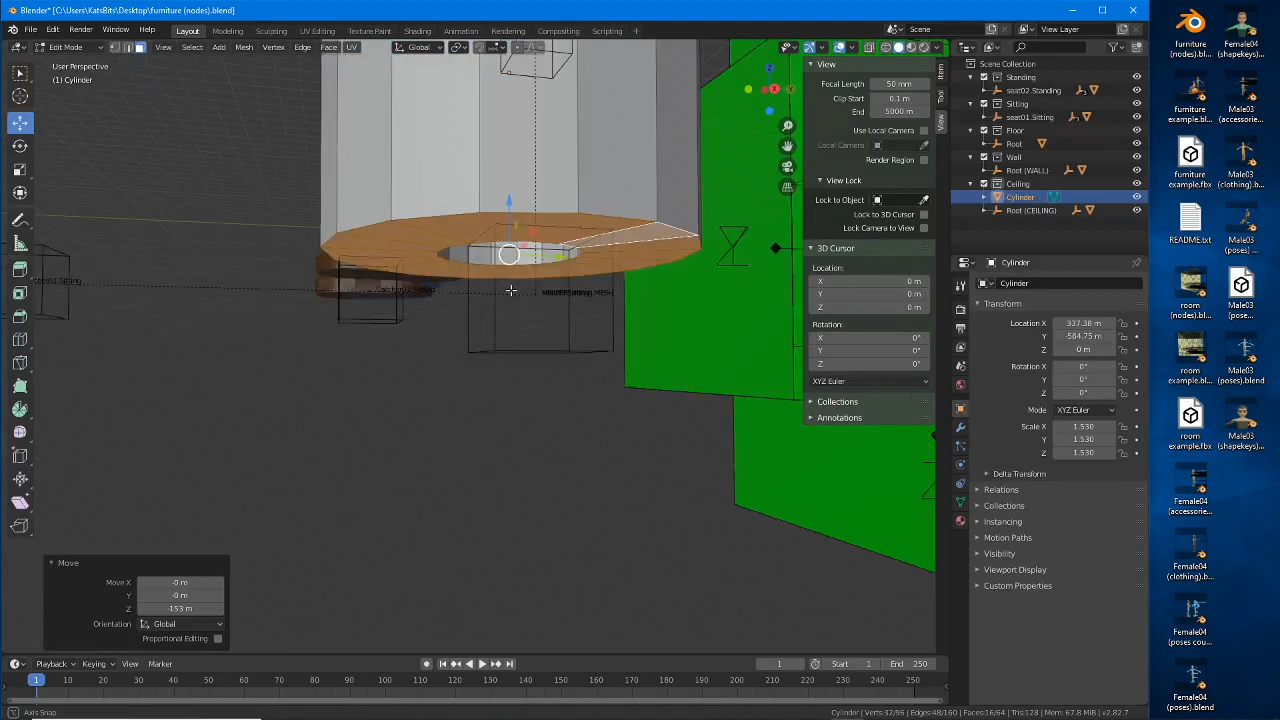 Blender* [C:\Users\KatsBits\Desktop\furniture (nodes).blend]
File Edit Render Window Help Layout Modeling Sculpting UV Editing Texture Paint Shading Animation Rendering Compositing Scripting + Scene View Layer
Edit Mode View Select Add Mesh Vertex Edge Face UV Global
User Perspective
(1) Cylinder
View
Focal Length 50 mm
Clip Start 0.1 m
End 5000 m
Use Local Camera
Local Camera
Render Region
View Lock
Lock to Object
Lock to 3D Cursor
Lock Camera to View
3D Cursor
Location:
X 0 m
Y 0 m
Z 0 m
Rotation:
X 0°
Y 0°
Z 0°
XYZ Euler
Collections
Annotations
Item
Tool
View
Z
X
Y
Z
Scene Collection
Standing
seat02.Standing
Sitting
seat01.Sitting
Floor
Root
Wall
Root (WALL)
Ceiling
Cylinder
Root (CEILING)
Cylinder
Cylinder
Transform
Location X 337.38 m
Y -584.75 m
Z 0 m
Rotation X 0°
Y 0°
Z 0°
Mode XYZ Euler
Scale X 1.530
Y 1.530
Z 1.530
Delta Transform
Relations
Collections
Instancing
Motion Paths
Visibility
Viewport Display
Custom Properties
Move
Move X -0 m
Y -0 m
Z -153 m
Orientation Global
Proportional Editing
Playback Keying View Marker 1 Start 1 End 250
1 10 20 30 40 50 60 70 80 90 100 110 120 130 140 150 160 170 180 190 200 210 220 230 240 250
Axis Snap
Cylinder | Verts:32/96 | Edges:48/160 | Faces:16/64 | Tris:128 | Mem: 67.8 MiB | v2.82.7
furniture
(nodes).blend
Female04
(shapekeys)...
furniture
example.bl...
Male03
(accessorie...
furniture
example.fbx
Male03
(clothing).b...
README.txt
Male03
(poses).blend
room
(nodes).bl...
Male03
(poses).blend
room
example.bl...
Male03
(poses).blend
room
example.fbx
Male03
(shapekeys)...
Female04
(accessory...
Female04
(clothing).b...
Female04
(poses cou...
Female04
(poses).blend